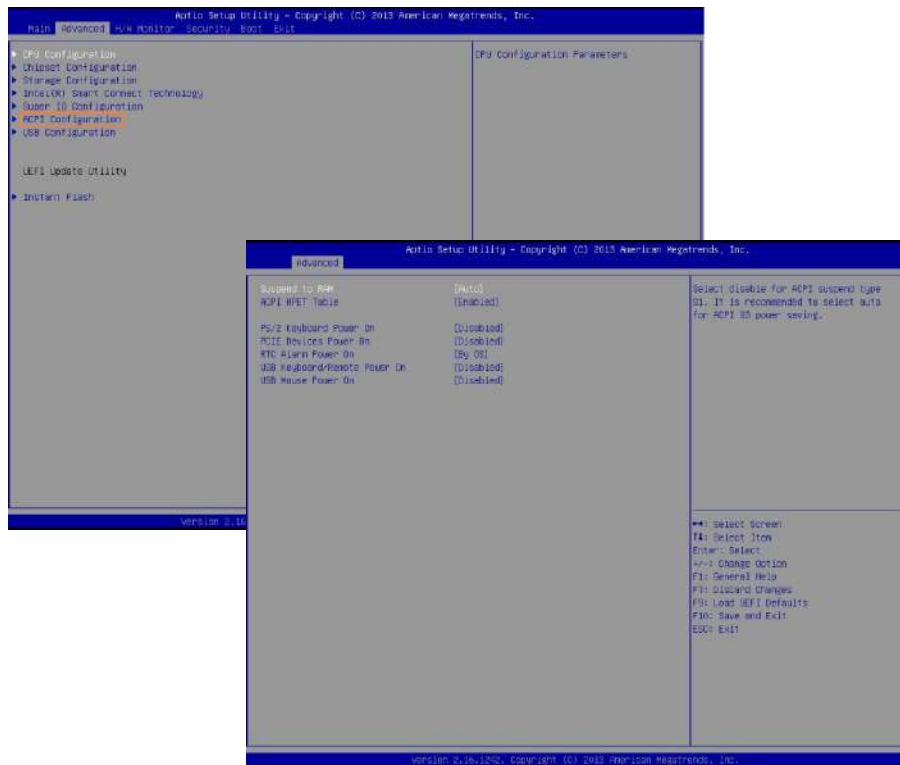 Aptio Setup Utility – Copyright (C) 2013 American Megatrends, Inc.
Main Advanced H/W Monitor Security Boot Exit
CPU Configuration
Chipset Configuration
Storage Configuration
Intel(R) Smart Connect Technology
Super IO Configuration
ACPI Configuration
USB Configuration
UEFI Update Utility
Instant Flash
CPU Configuration Parameters
Version 2.16
Aptio Setup Utility – Copyright (C) 2013 American Megatrends, Inc.
Advanced
Suspend to RAM [Auto]
ACPI HPET Table [Enabled]
PS/2 Keyboard Power On [Disabled]
PCIE Devices Power On [Disabled]
RTC Alarm Power On [By OS]
USB Keyboard/Remote Power On [Disabled]
USB Mouse Power On [Disabled]
Select disable for ACPI suspend type
S1. It is recommended to select auto
for ACPI S3 power saving.
→←: Select Screen
↑↓: Select Item
Enter: Select
+/-: Change Option
F1: General Help
F7: Discard Changes
F9: Load UEFI Defaults
F10: Save and Exit
ESC: Exit
Version 2.16.1242. Copyright (C) 2013 American Megatrends, Inc.